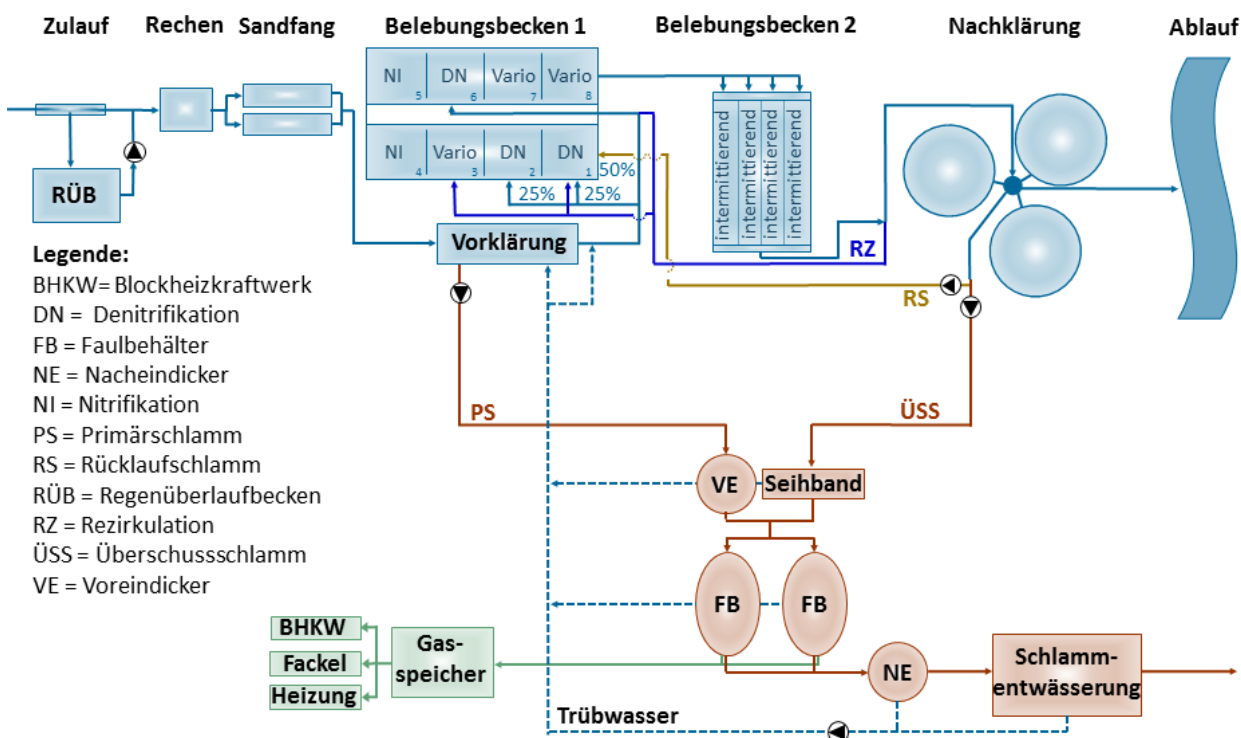 Zulauf
Rechen
Sandfang
Belebungsbecken 1
Belebungsbecken 2
Nachklärung
Ablauf
NI
5
DN
6
Vario
7
Vario
8
NI
4
Vario
3
DN
2
DN
1
50%
25%
25%
intermittierend
intermittierend
intermittierend
intermittierend
RÜB
Vorklärung
RZ
RS
Legende:
BHKW= Blockheizkraftwerk
DN = Denitrifikation
FB = Faulbehälter
NE = Nacheindicker
NI = Nitrifikation
PS = Primärschlamm
RS = Rücklaufschlamm
RÜB = Regenüberlaufbecken
RZ = Rezirkulation
ÜSS = Überschussschlamm
VE = Voreindicker
PS
ÜSS
VE
Seihband
FB
FB
BHKW
Fackel
Heizung
Gas-
speicher
NE
Schlamm-
entwässerung
Trübwasser